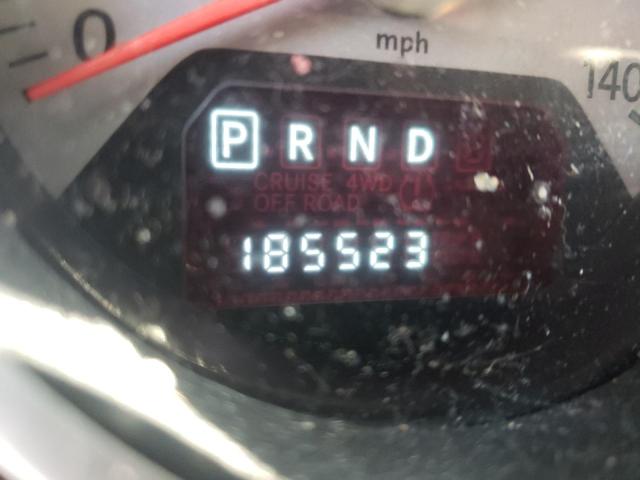 0
mph
140
P R N D
CRUISE 4WD
OFF ROAD
185523